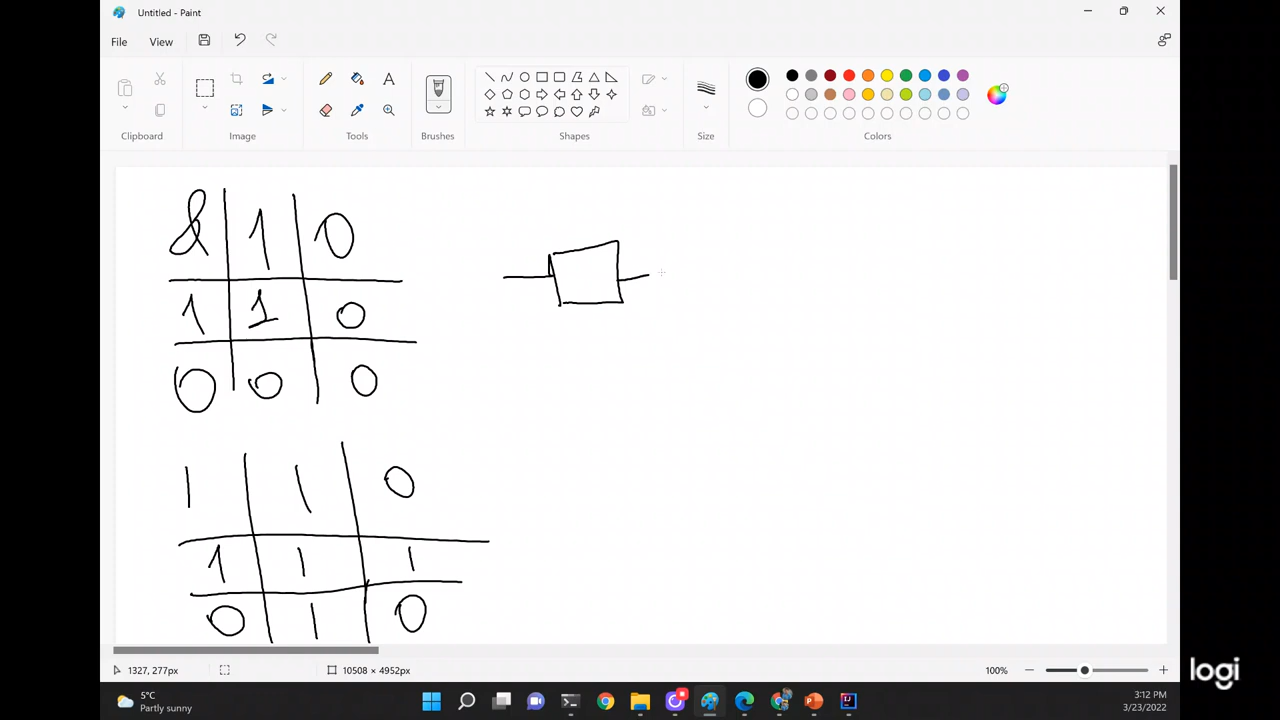 Untitled - Paint
File View
Clipboard Image Tools Brushes Shapes Size Colors
A
& 1 0
1 1 0
0 0 0
| 1 0
1 1 1
0 1 0
1327, 277px 10508 × 4952px 100%
logi
5°C
Partly sunny
3:12 PM
3/23/2022